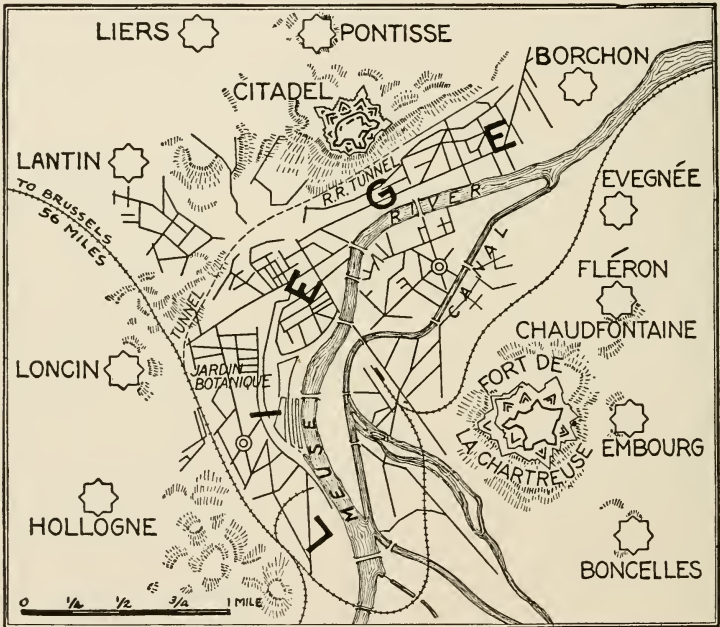 LIERS
PONTISSE
BORCHON
CITADEL
LANTIN
R.R. TUNNEL
E
G
RIVER
EVEGNÉE
TO BRUSSELS
56 MILES
CANAL
FLÉRON
TUNNEL
E
CHAUDFONTAINE
LONCIN
JARDIN
BOTANIQUE
FORT DE
LA CHARTREUSE
I
MEUSE
EMBOURG
HOLLOGNE
L
BONCELLES
0 1/4 1/2 3/4 1 MILE